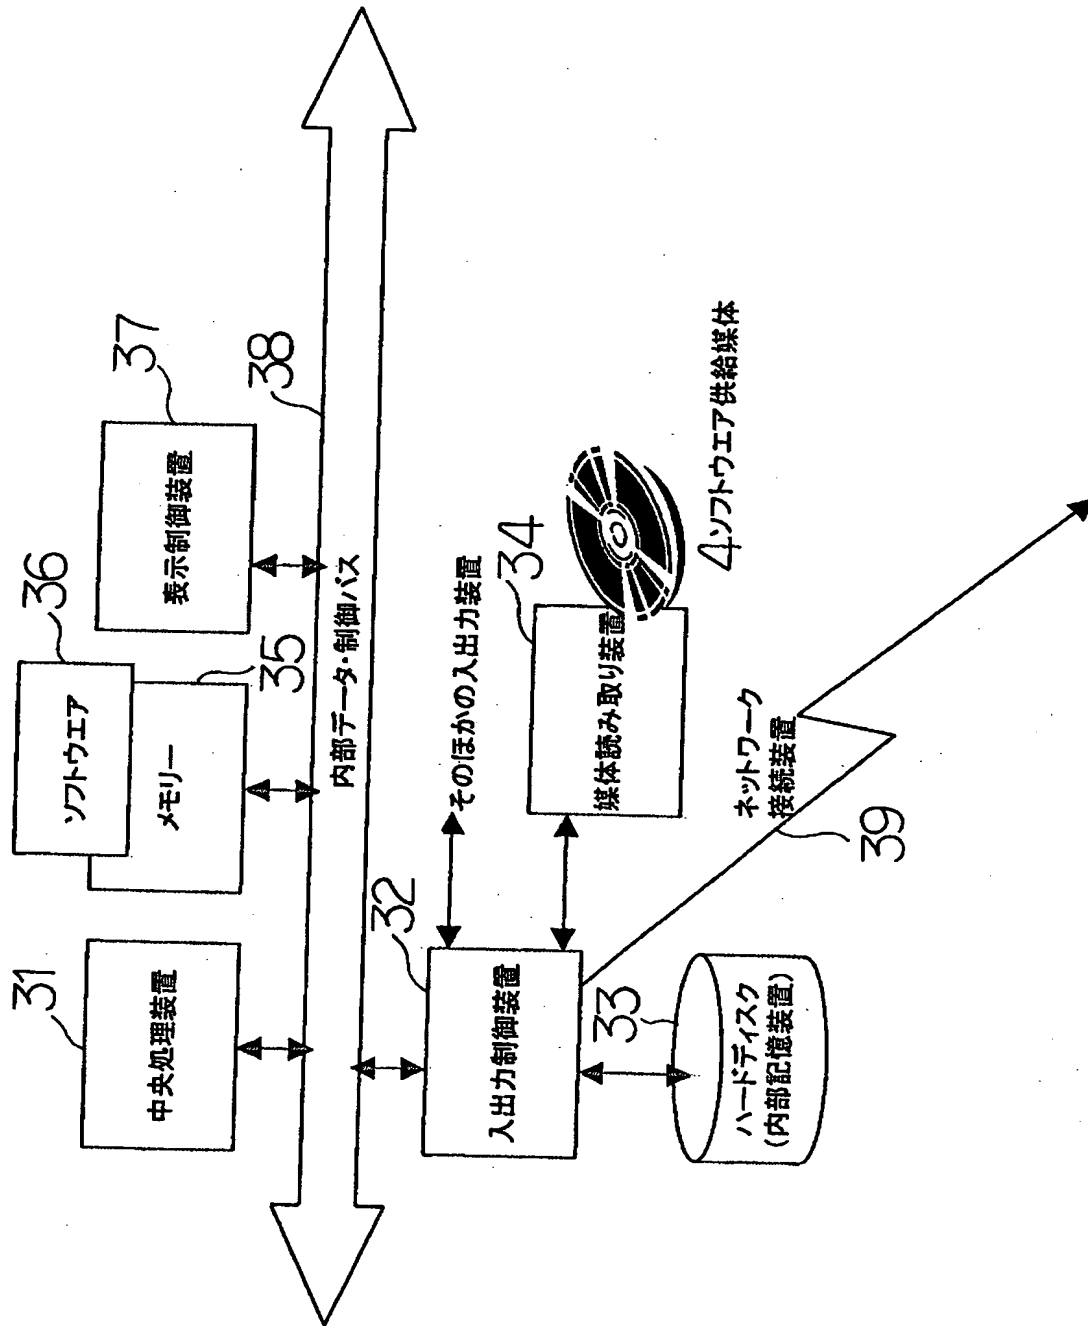 31
中央処理装置
36
ソフトウエア
メモリー
35
37
表示制御装置
38
内部データ・制御バス
32
入出力制御装置
そのほかの入出力装置
34
媒体読み取り装置
4ソフトウエア供給媒体
33
ハードディスク
(内部記憶装置)
ネットワーク
接続装置
39